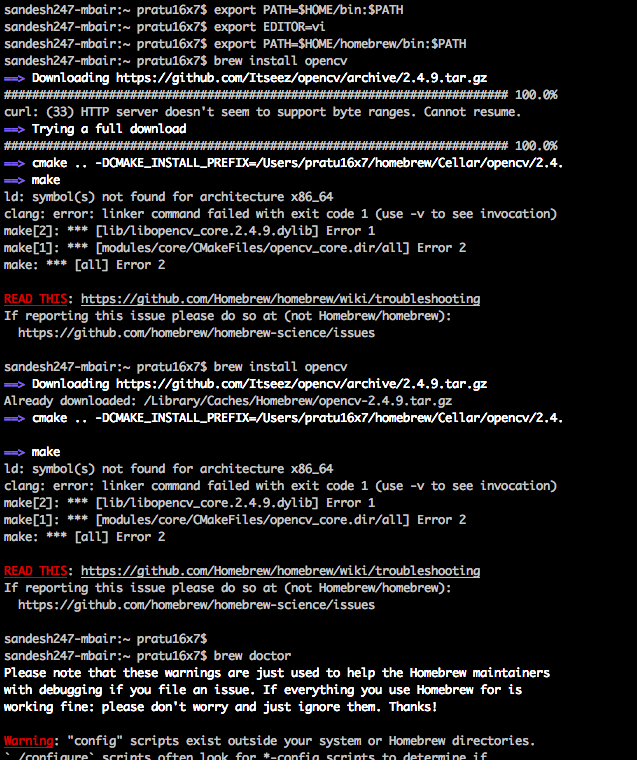 sandesh247-mbair:~ pratu16x7$ export PATH=$HOME/bin:$PATH
sandesh247-mbair:~ pratu16x7$ export EDITOR=vi
sandesh247-mbair:~ pratu16x7$ export PATH=$HOME/homebrew/bin:$PATH
sandesh247-mbair:~ pratu16x7$ brew install opencv
==> Downloading https://github.com/Itseez/opencv/archive/2.4.9.tar.gz
######################################################################## 100.0%
curl: (33) HTTP server doesn't seem to support byte ranges. Cannot resume.
==> Trying a full download
######################################################################## 100.0%
==> cmake .. -DCMAKE_INSTALL_PREFIX=/Users/pratu16x7/homebrew/Cellar/opencv/2.4.
==> make
ld: symbol(s) not found for architecture x86_64
clang: error: linker command failed with exit code 1 (use -v to see invocation)
make[2]: *** [lib/libopencv_core.2.4.9.dylib] Error 1
make[1]: *** [modules/core/CMakeFiles/opencv_core.dir/all] Error 2
make: *** [all] Error 2
READ THIS: https://github.com/Homebrew/homebrew/wiki/troubleshooting
If reporting this issue please do so at (not Homebrew/homebrew):
https://github.com/homebrew/homebrew-science/issues
sandesh247-mbair:~ pratu16x7$ brew install opencv
==> Downloading https://github.com/Itseez/opencv/archive/2.4.9.tar.gz
Already downloaded: /Library/Caches/Homebrew/opencv-2.4.9.tar.gz
==> cmake .. -DCMAKE_INSTALL_PREFIX=/Users/pratu16x7/homebrew/Cellar/opencv/2.4.
==> make
ld: symbol(s) not found for architecture x86_64
clang: error: linker command failed with exit code 1 (use -v to see invocation)
make[2]: *** [lib/libopencv_core.2.4.9.dylib] Error 1
make[1]: *** [modules/core/CMakeFiles/opencv_core.dir/all] Error 2
make: *** [all] Error 2
READ THIS: https://github.com/Homebrew/homebrew/wiki/troubleshooting
If reporting this issue please do so at (not Homebrew/homebrew):
https://github.com/homebrew/homebrew-science/issues
sandesh247-mbair:~ pratu16x7$
sandesh247-mbair:~ pratu16x7$ brew doctor
Please note that these warnings are just used to help the Homebrew maintainers
with debugging if you file an issue. If everything you use Homebrew for is
working fine: please don't worry and just ignore them. Thanks!
Warning: "config" scripts exist outside your system or Homebrew directories.
`./configure` scripts often look for *-config scripts to determine if